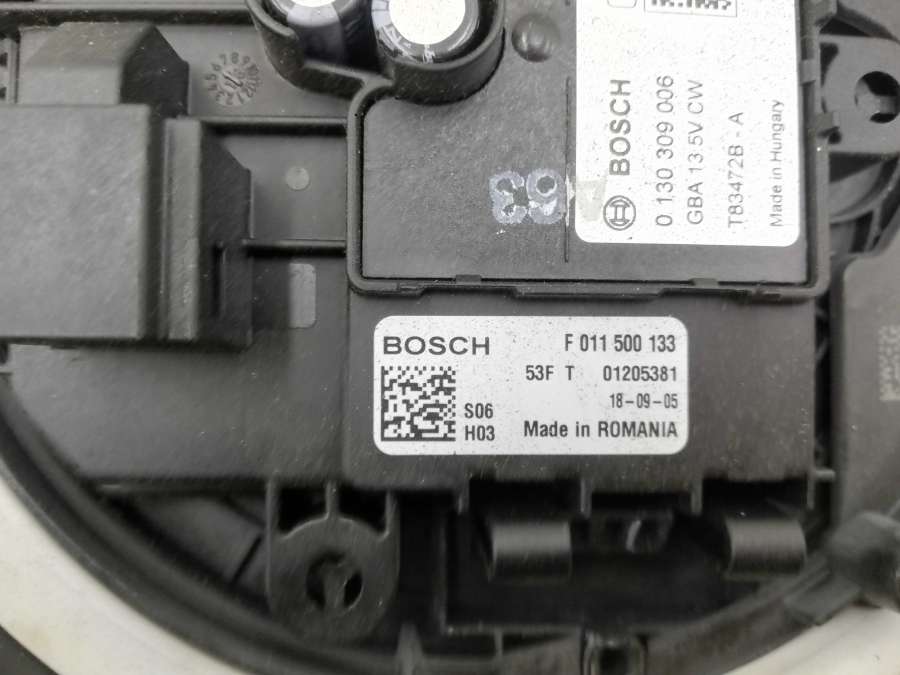 BOSCH
0 130 309 006
GBA 13.5V CW
T83472B - A
Made in Hungary
BOSCH
F 011 500 133
53F T 01205381
18-09-05
S06
H03
Made in ROMANIA